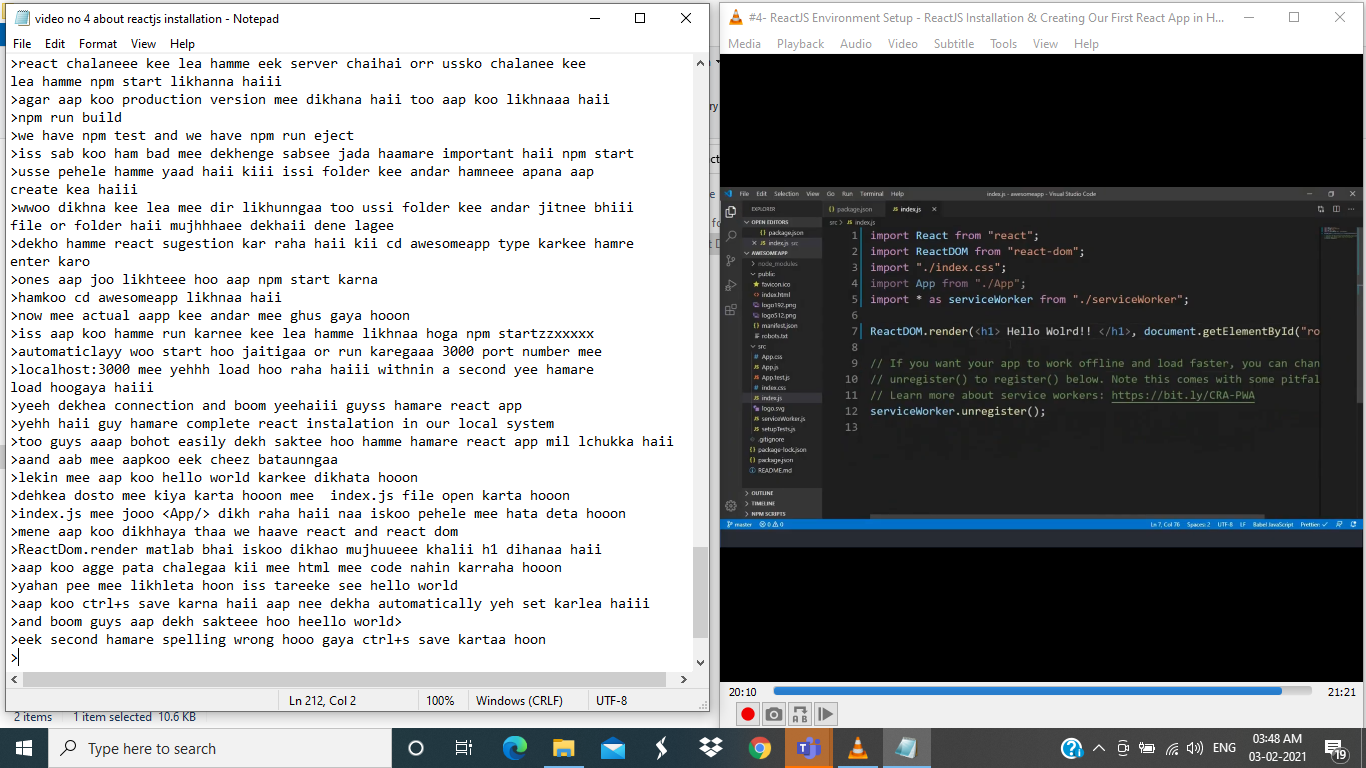 video no 4 about reactjs installation - Notepad
File Edit Format View Help
>react chalaneee kee lea hamme eek server chaihai orr ussko chalanee kee
lea hamme npm start likhanna haiii
>agar aap koo production version mee dikhana haii too aap koo likhnaaa haii
>npm run build
>we have npm test and we have npm run eject
>iss sab koo ham bad mee dekhenge sabsee jada haamare important haii npm start
>usse pehele hamme yaad haii kiii issi folder kee andar hamneee apana aap
create kea haiii
>wwoo dikhna kee lea mee dir likhunngaa too ussi folder kee andar jitnee bhiii
file or folder haii mujhhhaee dekhaii dene lagee
>dekho hamme react sugestion kar raha haii kii cd awesomeapp type karkee hamre
enter karo
>ones aap joo likhteee hoo aap npm start karna
>hamkoo cd awesomeapp likhnaa haii
>now mee actual aapp kee andar mee ghus gaya hooon
>iss aap koo hamme run karnee kee lea hamme likhnaa hoga npm startzzxxxxx
>automaticlayy woo start hoo jaitigaa or run karegaaa 3000 port number mee
>localhost:3000 mee yehhh load hoo raha haiii withnin a second yee hamare
load hoogaya haiii
>yeeh dekhea connection and boom yeehaiii guyss hamare react app
>yehh haii guy hamare complete react instalation in our local system
>too guys aaap bohot easily dekh saktee hoo hamme hamare react app mil lchukka haii
>aand aab mee aapkoo eek cheez bataunngaa
>lekin mee aap koo hello world karkee dikhata hooon
>dehkea dosto mee kiya karta hooon mee  index.js file open karta hooon
>index.js mee jooo <App/> dikh raha haii naa iskoo pehele mee hata deta hooon
>mene aap koo dikhhaya thaa we haave react and react dom
>ReactDom.render matlab bhai iskoo dikhao mujhuueee khalii h1 dihanaa haii
>aap koo agge pata chalegaa kii mee html mee code nahin karraha hooon
>yahan pee mee likhleta hoon iss tareeke see hello world
>aap koo ctrl+s save karna haii aap nee dekha automatically yeh set karlea haiii
>and boom guys aap dekh sakteee hoo heello world>
>eek second hamare spelling wrong hooo gaya ctrl+s save kartaa hoon
>
Ln 212, Col 2 100% Windows (CRLF) UTF-8
2 items 1 item selected 10.6 KB
#4- ReactJS Environment Setup - ReactJS Installation & Creating Our First React App in H...
Media Playback Audio Video Subtitle Tools View Help
File Edit Selection View Go Run Terminal Help index.js - awesomeapp - Visual Studio Code
EXPLORER
OPEN EDITORS
package.json
index.js src
AWESOMEAPP
node_modules
public
favicon.ico
index.html
logo192.png
logo512.png
manifest.json
robots.txt
src
App.css
App.js
App.test.js
index.css
index.js
logo.svg
serviceWorker.js
setupTests.js
.gitignore
package-lock.json
package.json
README.md
OUTLINE
TIMELINE
NPM SCRIPTS
package.json index.js
src > index.js
1 import React from "react";
2 import ReactDOM from "react-dom";
3 import "./index.css";
4 import App from "./App";
5 import * as serviceWorker from "./serviceWorker";
7 ReactDOM.render(<h1> Hello Wolrd!! </h1>, document.getElementById("ro
8
9 // If you want your app to work offline and load faster, you can chan
10 // unregister() to register() below. Note this comes with some pitfal
11 // Learn more about service workers: https://bit.ly/CRA-PWA
12 serviceWorker.unregister();
13
master 0 0 Ln 7, Col 76 Spaces: 2 UTF-8 LF Babel JavaScript Prettier: ✓
20:10 21:21
Type here to search
ENG
03:48 AM
03-02-2021
19